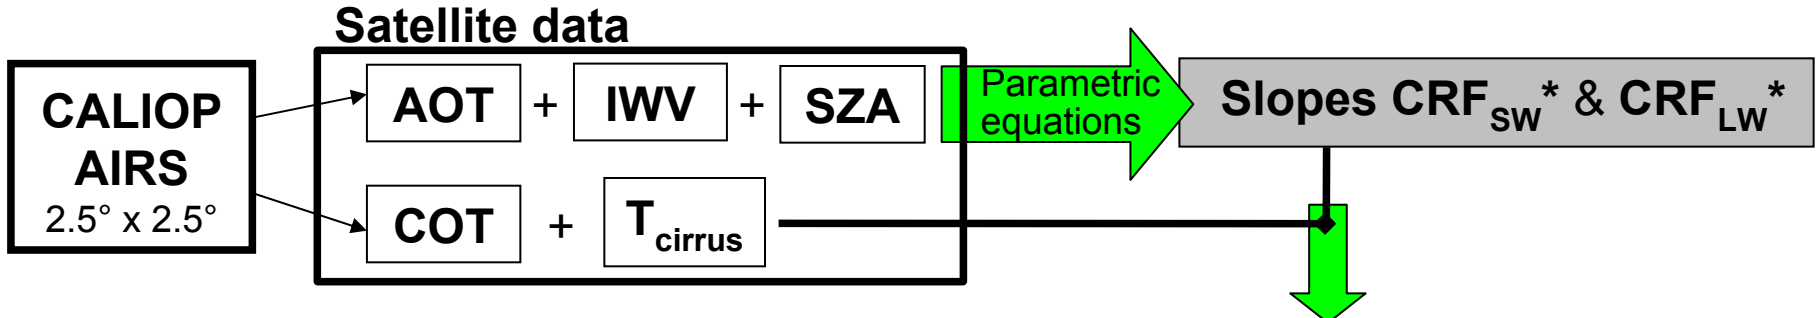 Satellite data
CALIOP
AIRS
2.5° x 2.5°
AOT + IWV + SZA
COT + Tcirrus
Parametric
equations
Slopes CRFSW* & CRFLW*